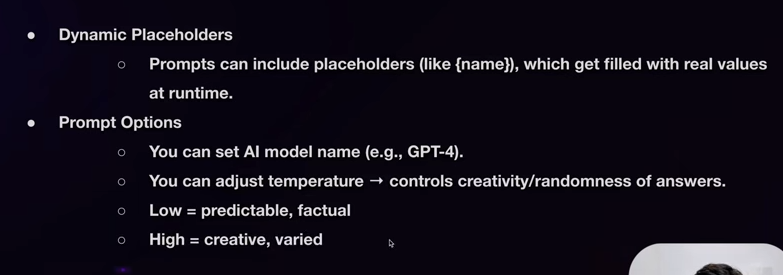 ● Dynamic Placeholders
○ Prompts can include placeholders (like {name}), which get filled with real values
at runtime.
● Prompt Options
○ You can set AI model name (e.g., GPT-4).
○ You can adjust temperature → controls creativity/randomness of answers.
○ Low = predictable, factual
○ High = creative, varied